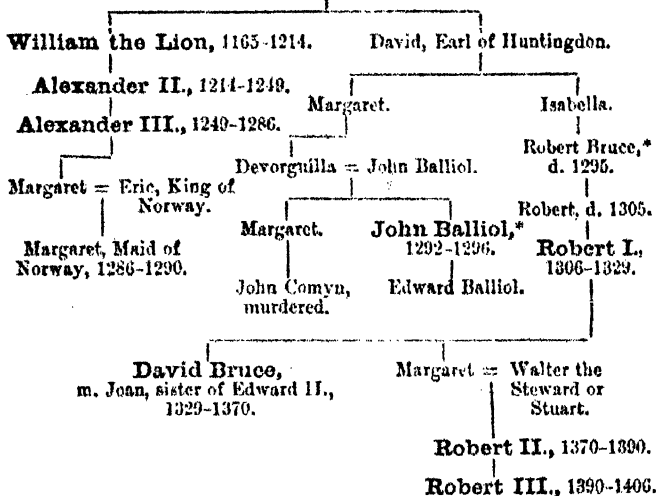 William the Lion, 1165-1214.
David, Earl of Huntingdon.
Alexander II., 1214-1249.
Margaret.
Isabella.
Alexander III., 1249-1286.
Robert Bruce,*
d. 1295.
Devorguilla = John Balliol.
Margaret = Eric, King of
Norway.
Robert, d. 1305.
Margaret.
John Balliol,*
1292-1296.
Robert I.,
1306-1329.
Margaret, Maid of
Norway, 1286-1290.
John Comyn,
murdered.
Edward Balliol.
David Bruce,
m. Joan, sister of Edward II.,
1329-1370.
Margaret = Walter the
Steward or
Stuart.
Robert II., 1370-1390.
Robert III., 1390-1406.